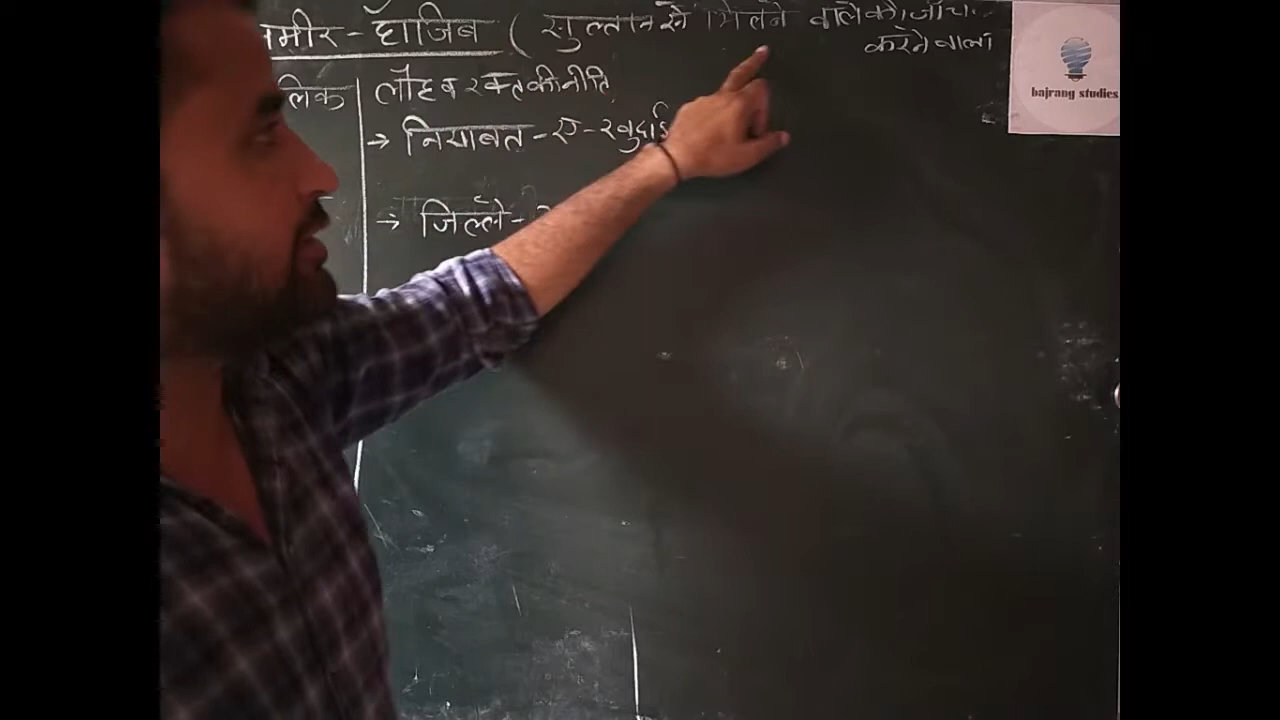 मीर-हाजिब ( सुल्तान से मिलने वाले को जाँच
करने वाला
bajrang studies
लिक लौह व रक्त की नीति
→ नियाबत-ए-खुदाई
→ जिल्ले-